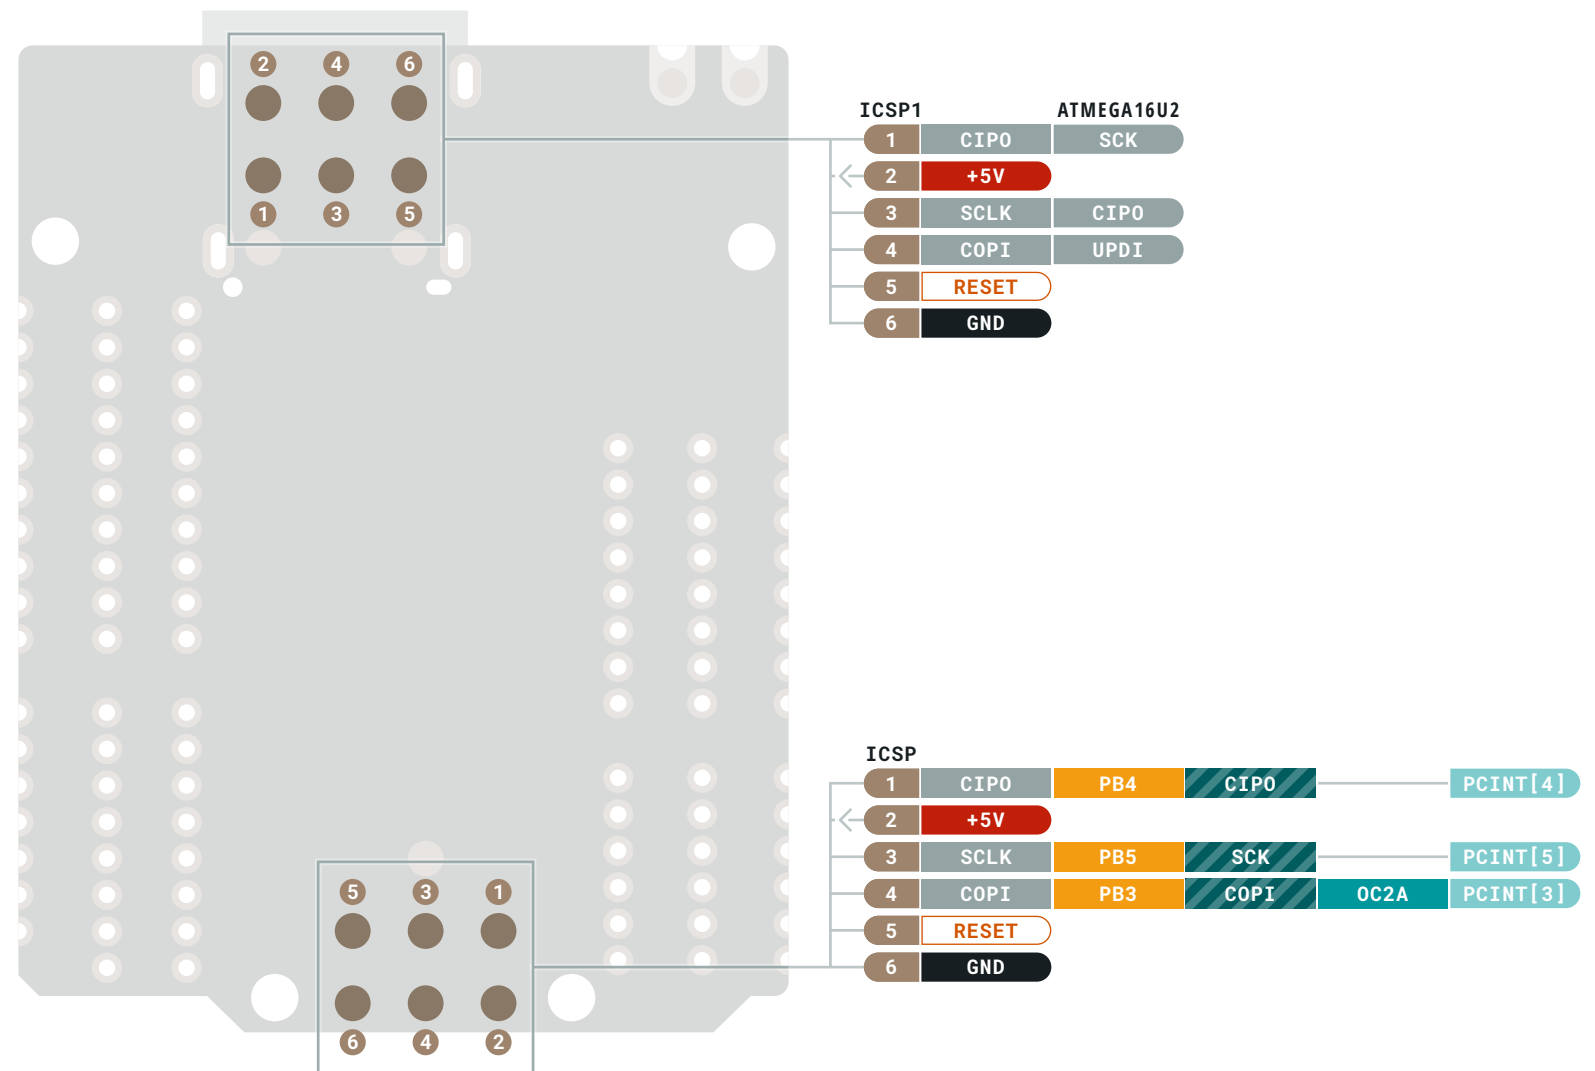 2 4 6
1 3 5
ICSP1 ATMEGA16U2
1 CIPO SCK
2 +5V
3 SCLK CIPO
4 COPI UPDI
5 RESET
6 GND
ICSP
1 CIPO PB4 CIPO PCINT[4]
2 +5V
3 SCLK PB5 SCK PCINT[5]
4 COPI PB3 COPI OC2A PCINT[3]
5 RESET
6 GND
5 3 1
6 4 2